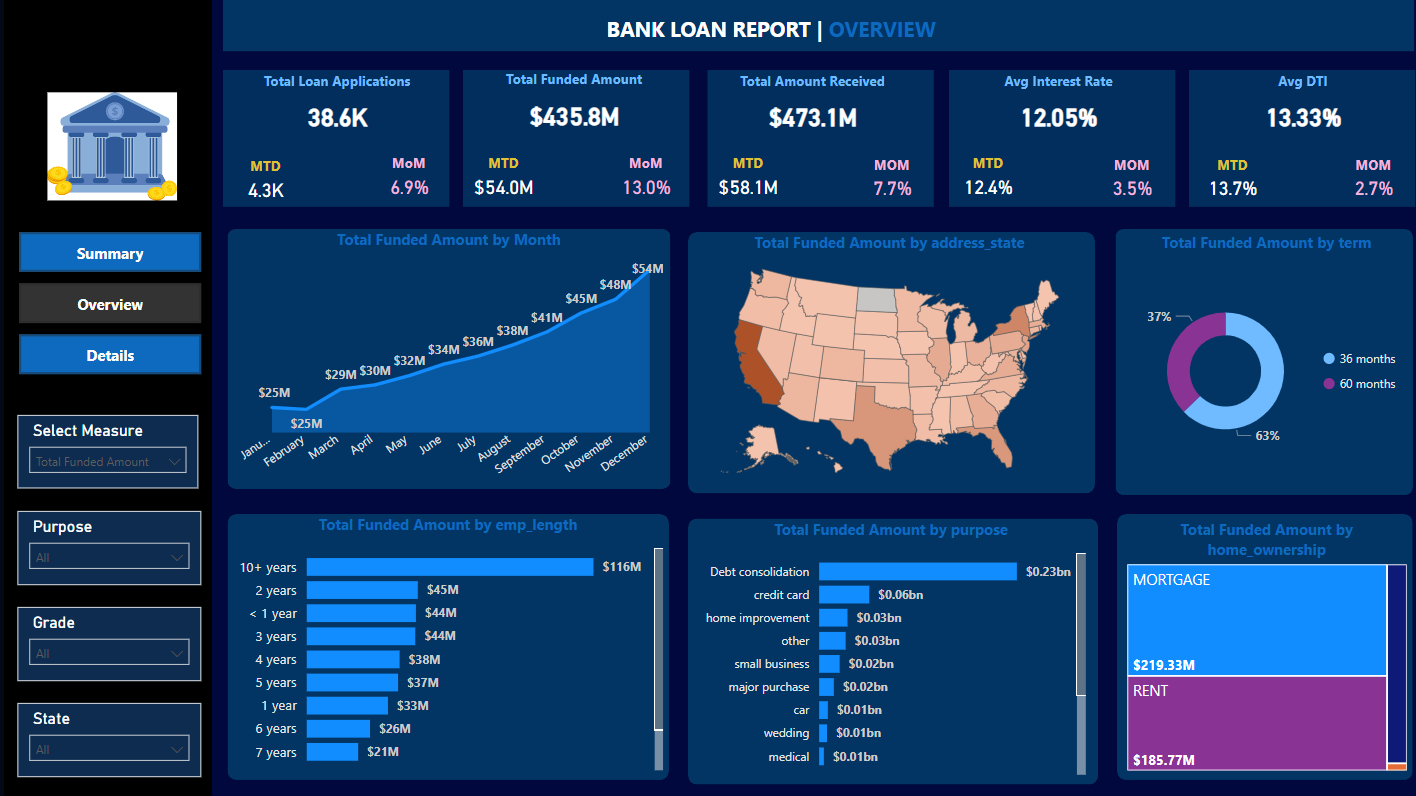 BANK LOAN REPORT | OVERVIEW
Total Loan Applications
38.6K
MTD
4.3K
MoM
6.9%
Total Funded Amount
$435.8M
MTD
$54.0M
MoM
13.0%
Total Amount Received
$473.1M
MTD
$58.1M
MOM
7.7%
Avg Interest Rate
12.05%
MTD
12.4%
MOM
3.5%
Avg DTI
13.33%
MTD
13.7%
MOM
2.7%
$
Summary
Overview
Details
Select Measure
Total Funded Amount
Purpose
All
Grade
All
State
All
Total Funded Amount by Month
$25M
$25M
$29M
$30M
$32M
$34M
$36M
$38M
$41M
$45M
$48M
$54M
Janu...
February
March
April
May
June
July
August
September
October
November
December
Total Funded Amount by address_state
Total Funded Amount by term
37%
63%
36 months
60 months
Total Funded Amount by emp_length
10+ years $116M
2 years $45M
< 1 year $44M
3 years $44M
4 years $38M
5 years $37M
1 year $33M
6 years $26M
7 years $21M
Total Funded Amount by purpose
Debt consolidation $0.23bn
credit card $0.06bn
home improvement $0.03bn
other $0.03bn
small business $0.02bn
major purchase $0.02bn
car $0.01bn
wedding $0.01bn
medical $0.01bn
Total Funded Amount by
home_ownership
MORTGAGE
$219.33M
RENT
$185.77M